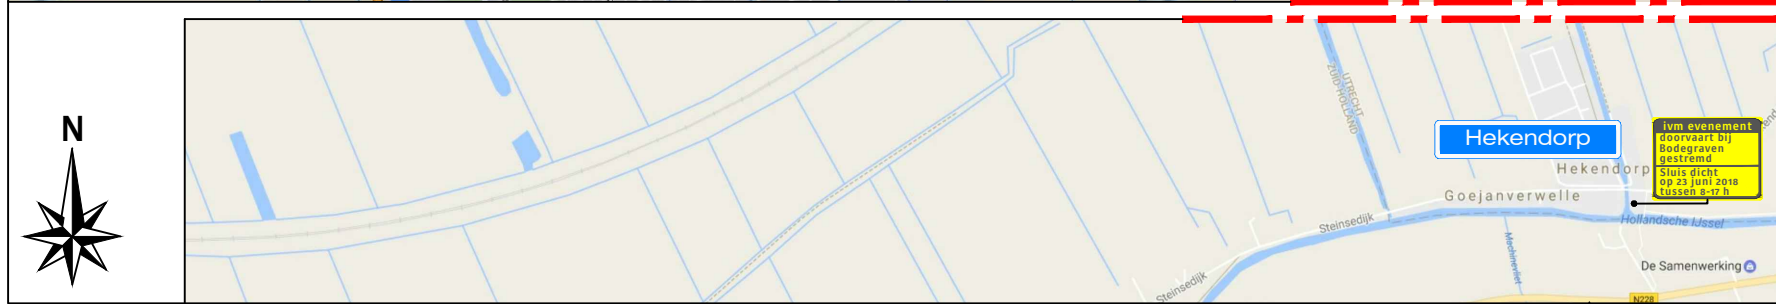 N
UTRECHT
ZUID-HOLLAND
Hekendorp
ivm evenement
doorvaart bij
Bodegraven
gestremd
Sluis dicht
op 23 juni 2018
tussen 8-17 h
Hekendorp
Goejanverwelle
Steinsedijk
Hollandsche IJssel
Mechinevliet
De Samenwerking
Steinsedijk
N228